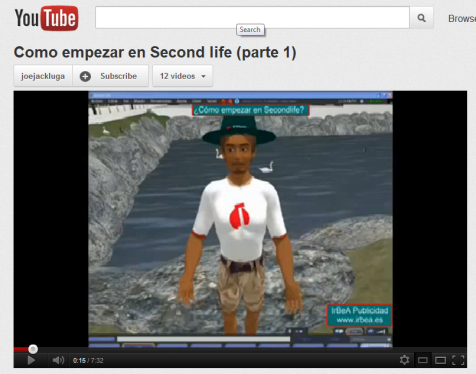 YouTube
Search
Browse
Como empezar en Second life (parte 1)
joejackluga
Subscribe
12 videos
¿Cómo empezar en Secondlife?
IrBeA Publicidad
www.irbea.es
0:15 / 7:32